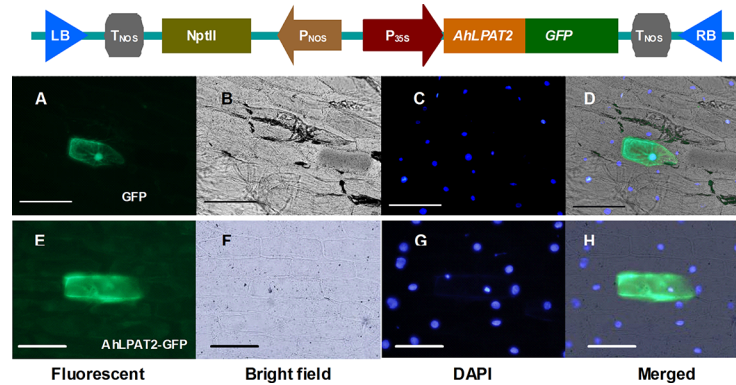 LB TNOS NptII PNOS P35S AhLPAT2 GFP TNOS RB
A B C D
GFP
E F G H
AhLPAT2-GFP
Fluorescent Bright field DAPI Merged